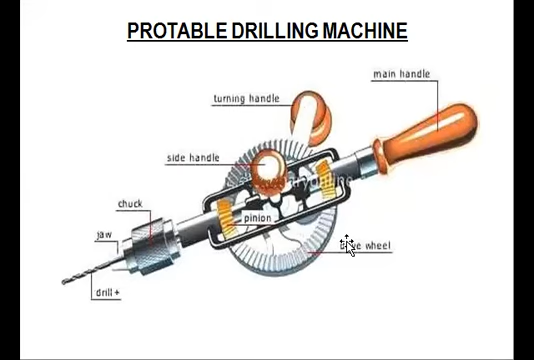 PROTABLE DRILLING MACHINE
main handle
turning handle
side handle
chuck
pinion
jaw
wheel
drill+